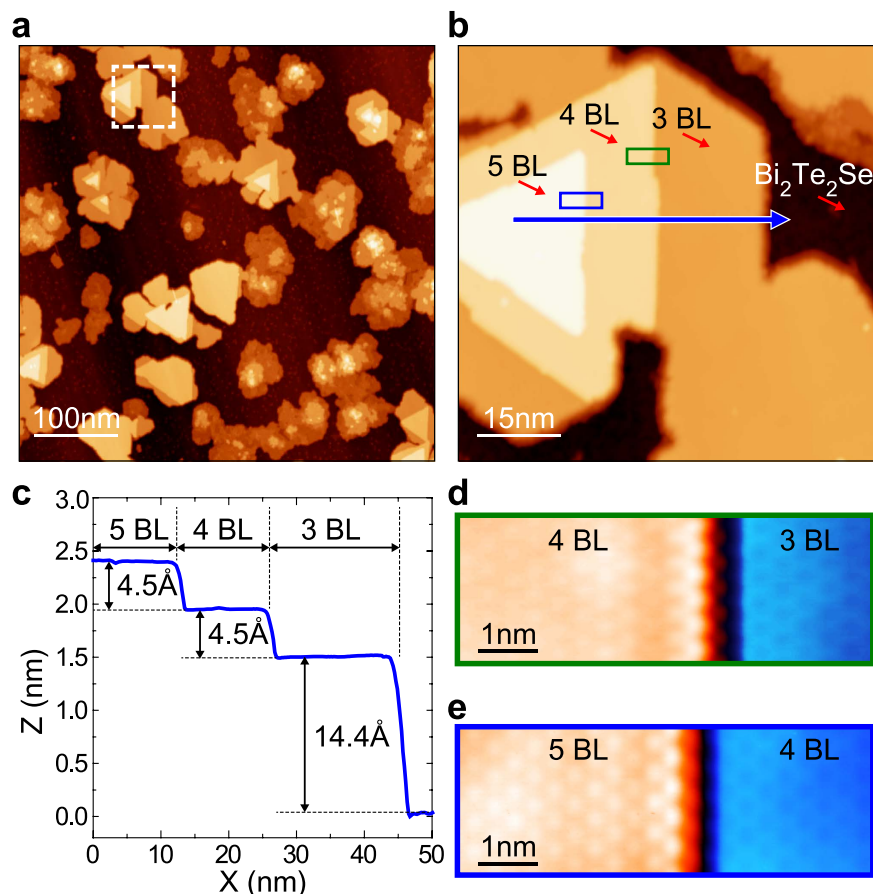 a
100nm
b
4 BL
3 BL
5 BL
Bi₂Te₂Se
15nm
c
3.0
2.5
2.0
1.5
1.0
0.5
0.0
Z (nm)
5 BL
4 BL
3 BL
4.5Å
4.5Å
14.4Å
0
10
20
30
40
50
X (nm)
d
4 BL
3 BL
1nm
e
5 BL
4 BL
1nm